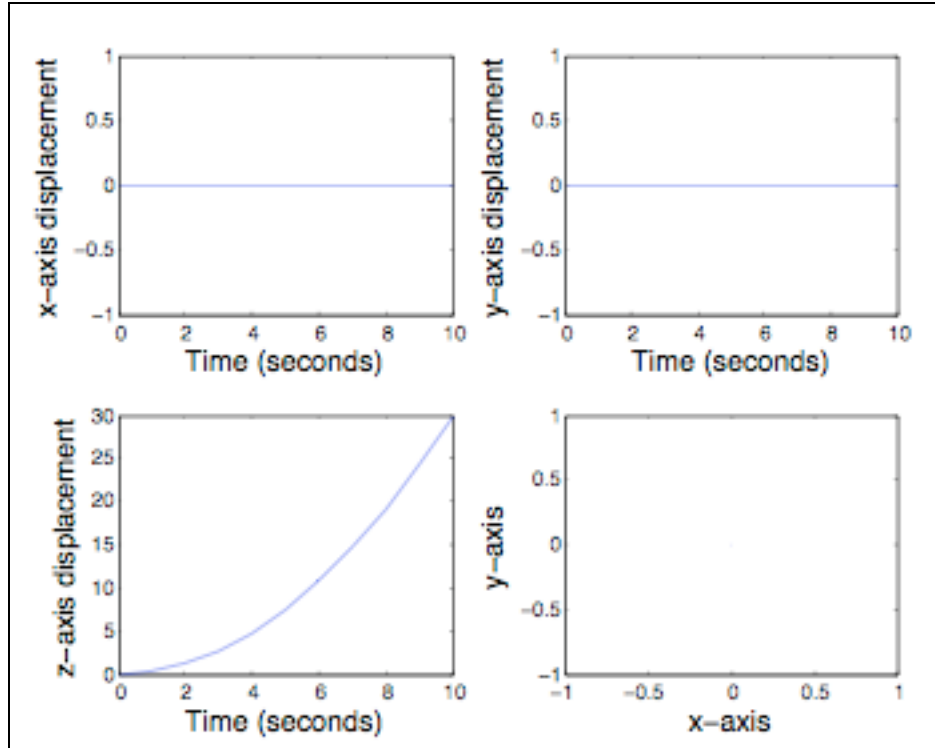 x-axis displacement
1
0.5
0
-0.5
-1
0 2 4 6 8 10
Time (seconds)
y-axis displacement
1
0.5
0
-0.5
-1
0 2 4 6 8 10
Time (seconds)
z-axis displacement
30
25
20
15
10
5
0
0 2 4 6 8 10
Time (seconds)
y-axis
1
0.5
0
-0.5
-1
-1 -0.5 0 0.5 1
x-axis